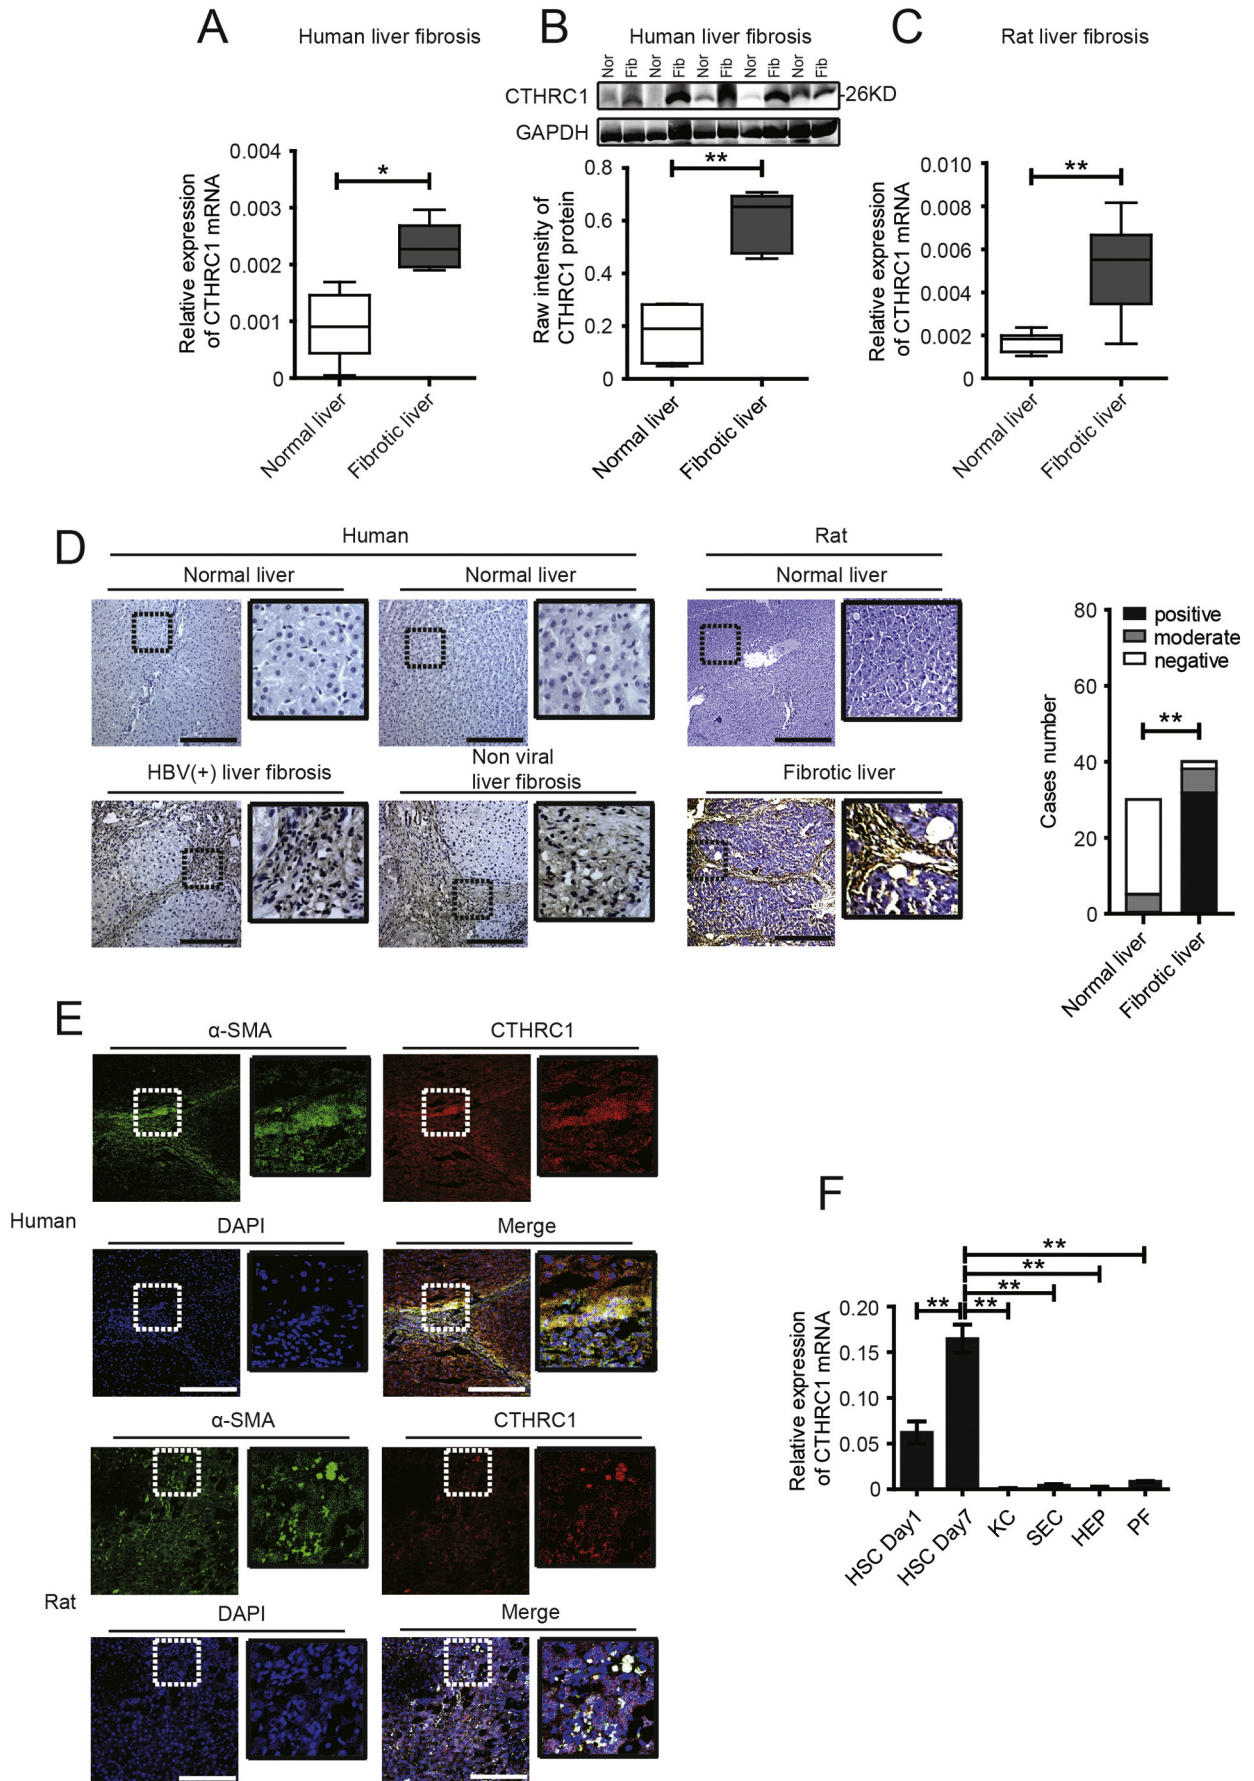 A
Human liver fibrosis
B
Human liver fibrosis
C
Rat liver fibrosis
Nor Fib Nor Fib Nor Fib Nor Fib Nor Fib
CTHRC1
-26KD
GAPDH
Relative expression
of CTHRC1 mRNA
0.004
0.003
0.002
0.001
0
*
Normal liver
Fibrotic liver
Raw intensity of
CTHRC1 protein
0.8
0.6
0.4
0.2
0
**
Normal liver
Fibrotic liver
Relative expression
of CTHRC1 mRNA
0.010
0.008
0.006
0.004
0.002
0
**
Normal liver
Fibrotic liver
D
Human
Rat
Normal liver
Normal liver
Normal liver
HBV(+) liver fibrosis
Non viral
liver fibrosis
Fibrotic liver
Cases number
80
60
40
20
0
positive
moderate
negative
**
Normal liver
Fibrotic liver
E
α-SMA
CTHRC1
Human
DAPI
Merge
α-SMA
CTHRC1
Rat
DAPI
Merge
F
Relative expression
of CTHRC1 mRNA
0.20
0.15
0.10
0.05
0
**
**
**
** **
HSC Day1
HSC Day7
KC
SEC
HEP
PF